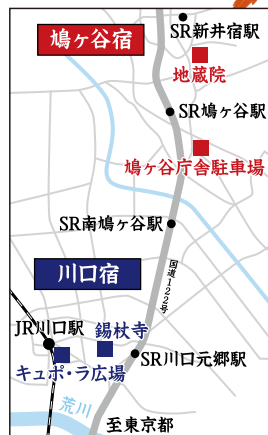 SR新井宿駅
鳩ヶ谷宿
地蔵院
SR鳩ヶ谷駅
鳩ヶ谷庁舎駐車場
SR南鳩ヶ谷駅
国道122号
川口宿
JR川口駅
錫杖寺
SR川口元郷駅
キュポ・ラ広場
荒川
至東京都